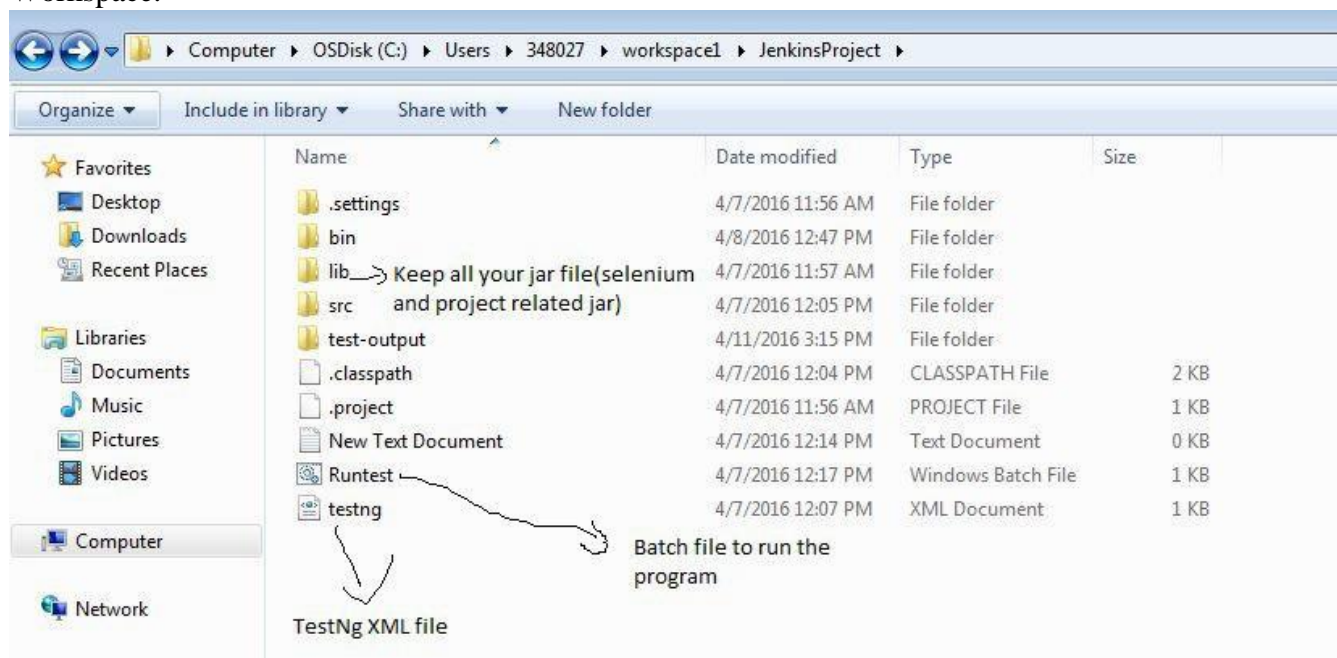 Workspace.
Computer ▸ OSDisk (C:) ▸ Users ▸ 348027 ▸ workspace1 ▸ JenkinsProject ▸
Organize ▾ Include in library ▾ Share with ▾ New folder
Favorites
Desktop
Downloads
Recent Places
Libraries
Documents
Music
Pictures
Videos
Computer
Network
Name Date modified Type Size
.settings 4/7/2016 11:56 AM File folder
bin 4/8/2016 12:47 PM File folder
lib 4/7/2016 11:57 AM File folder
src 4/7/2016 12:05 PM File folder
test-output 4/11/2016 3:15 PM File folder
.classpath 4/7/2016 12:04 PM CLASSPATH File 2 KB
.project 4/7/2016 11:56 AM PROJECT File 1 KB
New Text Document 4/7/2016 12:14 PM Text Document 0 KB
Runtest 4/7/2016 12:17 PM Windows Batch File 1 KB
testng 4/7/2016 12:07 PM XML Document 1 KB
Keep all your jar file(selenium
and project related jar)
Batch file to run the
program
TestNg XML file